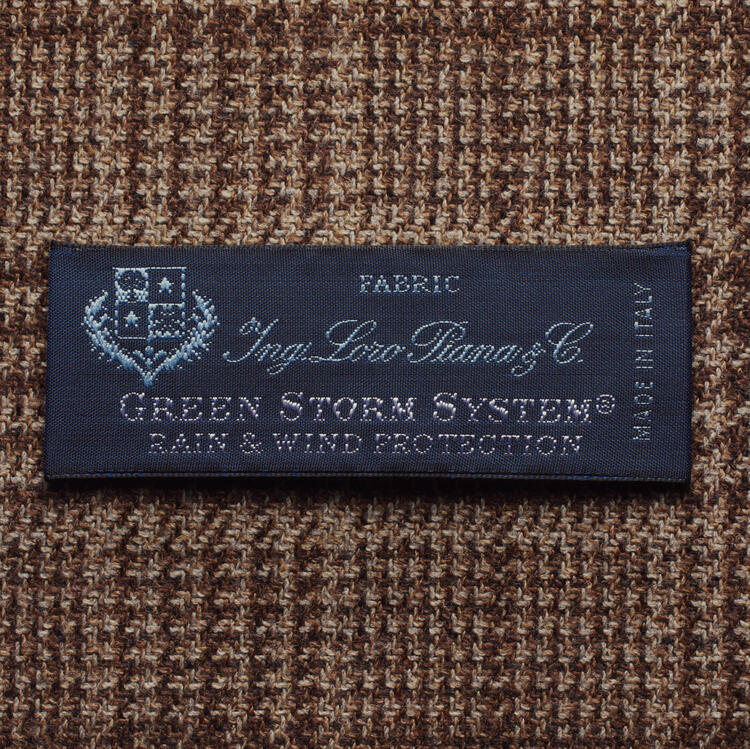 FABRIC
Ing. Loro Piana & C.
GREEN STORM SYSTEM®
RAIN & WIND PROTECTION
MADE IN ITALY